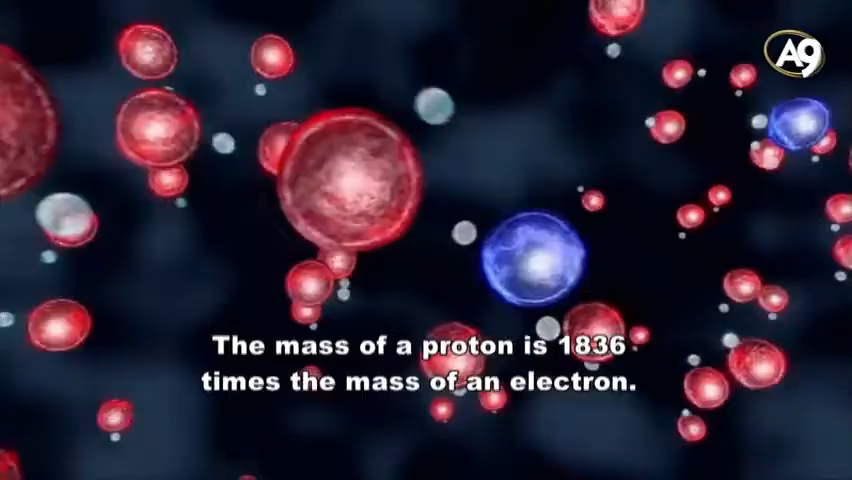 A9
The mass of a proton is 1836
times the mass of an electron.